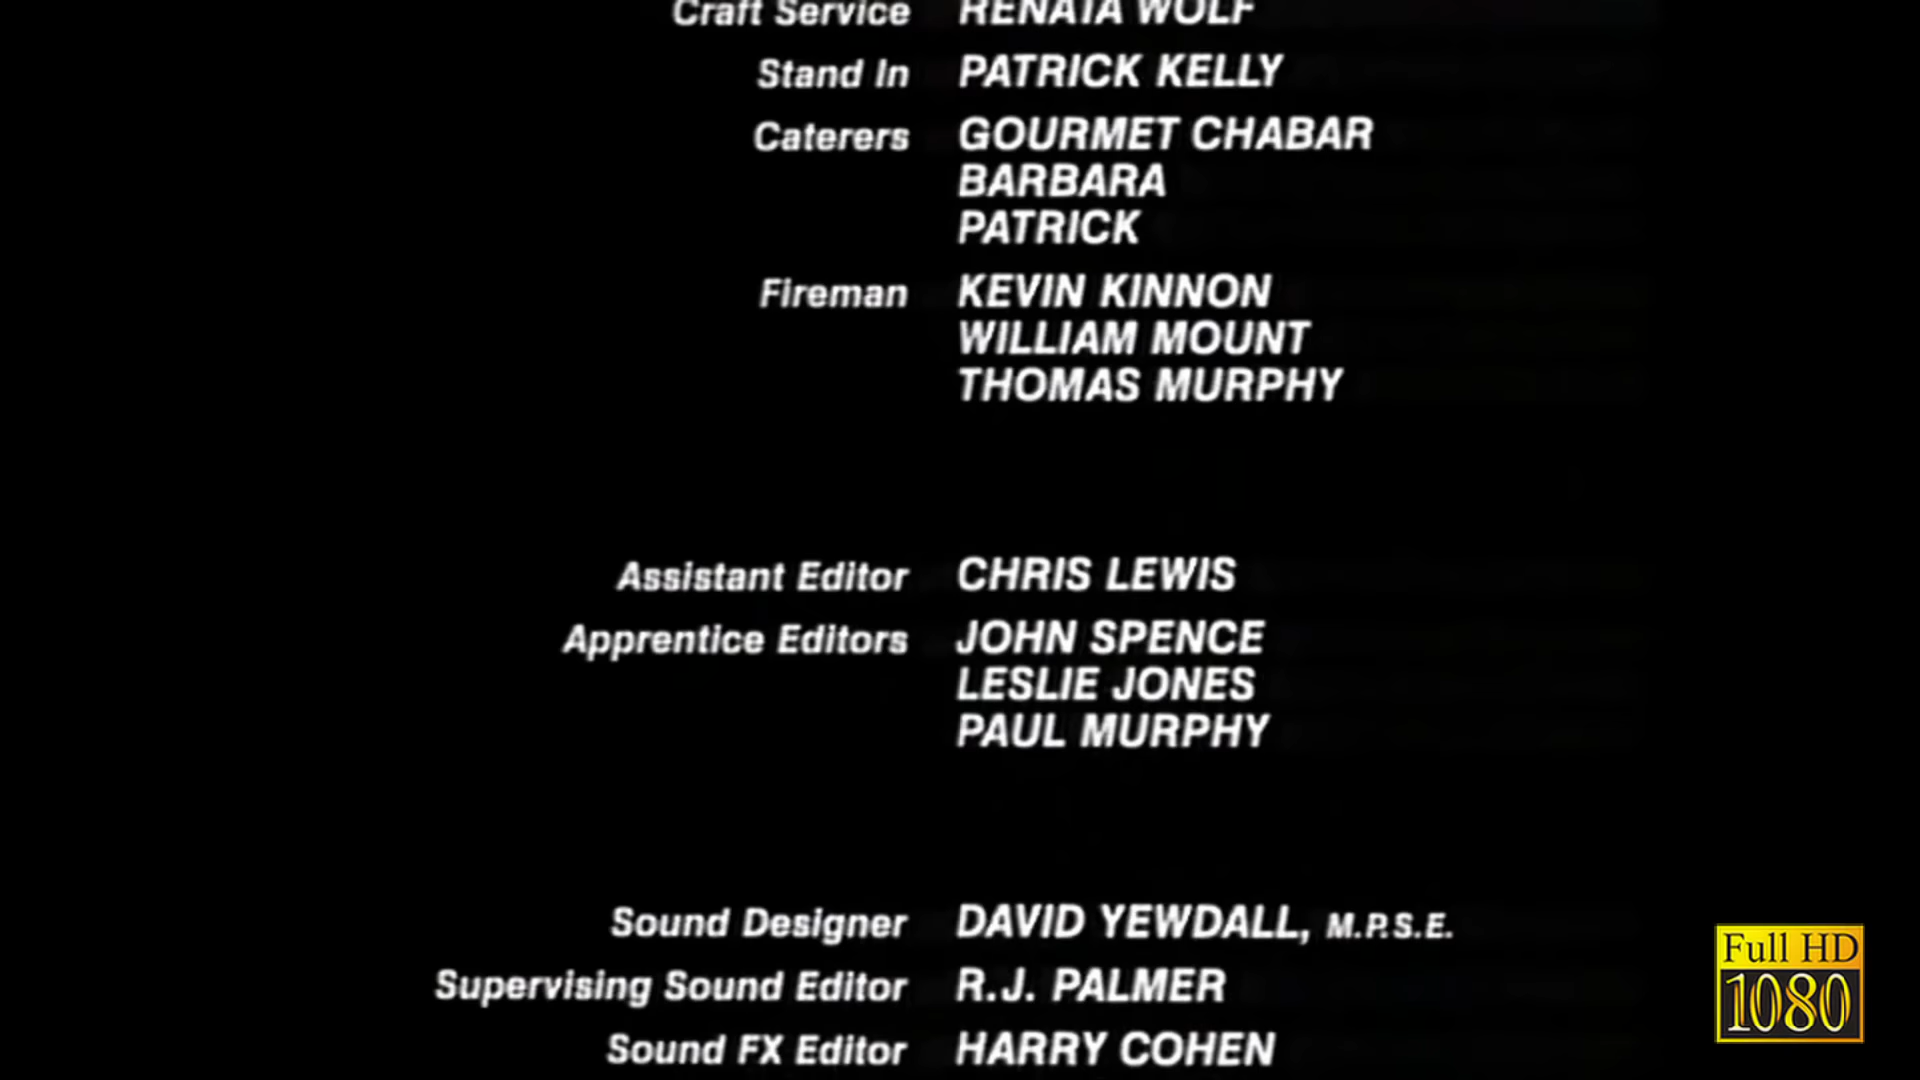 Craft Service RENATA WOLF
Stand In PATRICK KELLY
Caterers GOURMET CHABAR
BARBARA
PATRICK
Fireman KEVIN KINNON
WILLIAM MOUNT
THOMAS MURPHY
Assistant Editor CHRIS LEWIS
Apprentice Editors JOHN SPENCE
LESLIE JONES
PAUL MURPHY
Sound Designer DAVID YEWDALL, M.P.S.E.
Supervising Sound Editor R.J. PALMER
Sound FX Editor HARRY COHEN
Full HD
1080